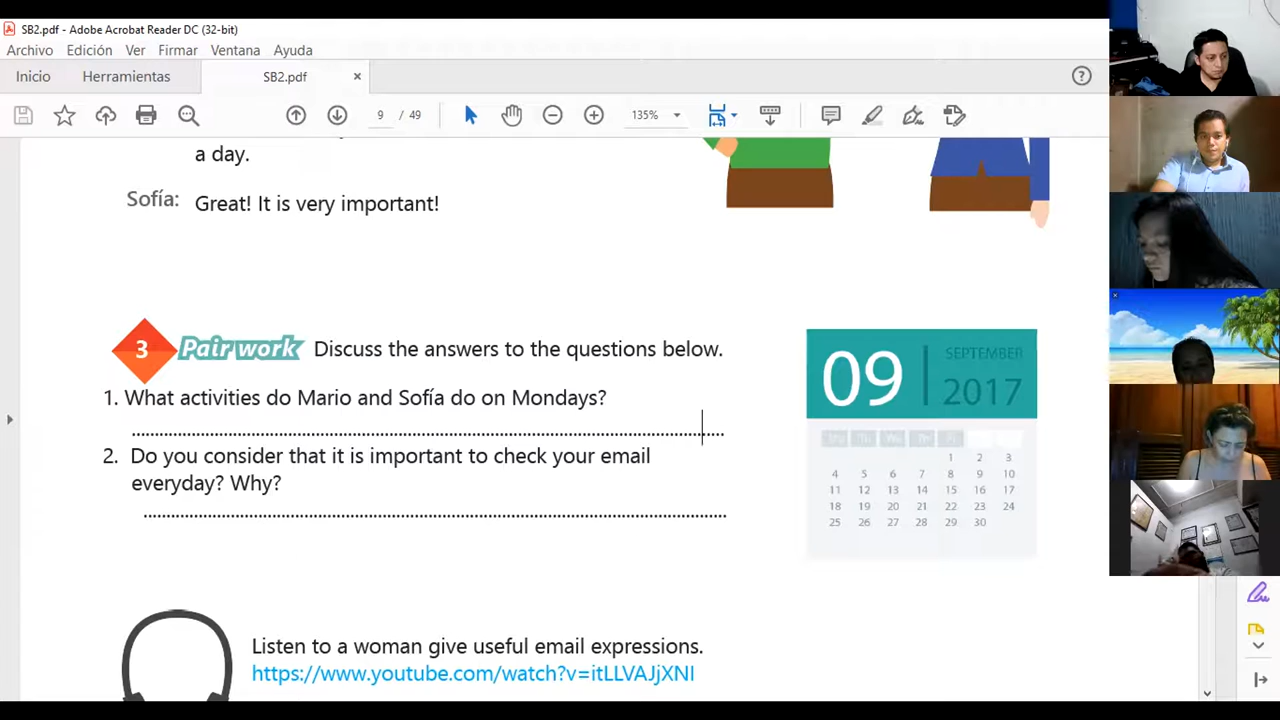 SB2.pdf - Adobe Acrobat Reader DC (32-bit)
Archivo Edición Ver Firmar Ventana Ayuda
Inicio Herramientas SB2.pdf ×
9 / 49 135%
a day.
Sofía: Great! It is very important!
3 Pair work Discuss the answers to the questions below.
1. What activities do Mario and Sofía do on Mondays?
2. Do you consider that it is important to check your email
everyday? Why?
09 SEPTEMBER
2017
Mo Tu We Th Fr
1 2 3
4 5 6 7 8 9 10
11 12 13 14 15 16 17
18 19 20 21 22 23 24
25 26 27 28 29 30
Listen to a woman give useful email expressions.
https://www.youtube.com/watch?v=itLLVAJjXNI